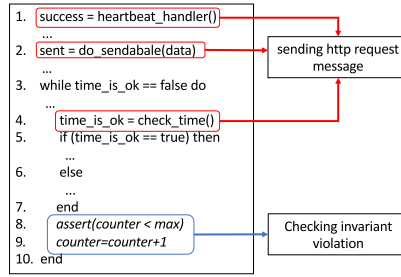 1. success = heartbeat_handler()
...
2. sent = do_sendabale(data)
...
3. while time_is_ok == false do
...
4. time_is_ok = check_time()
5. if (time_is_ok == true) then
...
6. else
...
7. end
8. assert(counter < max)
9. counter=counter+1
10. end
sending http request
message
Checking invariant
violation